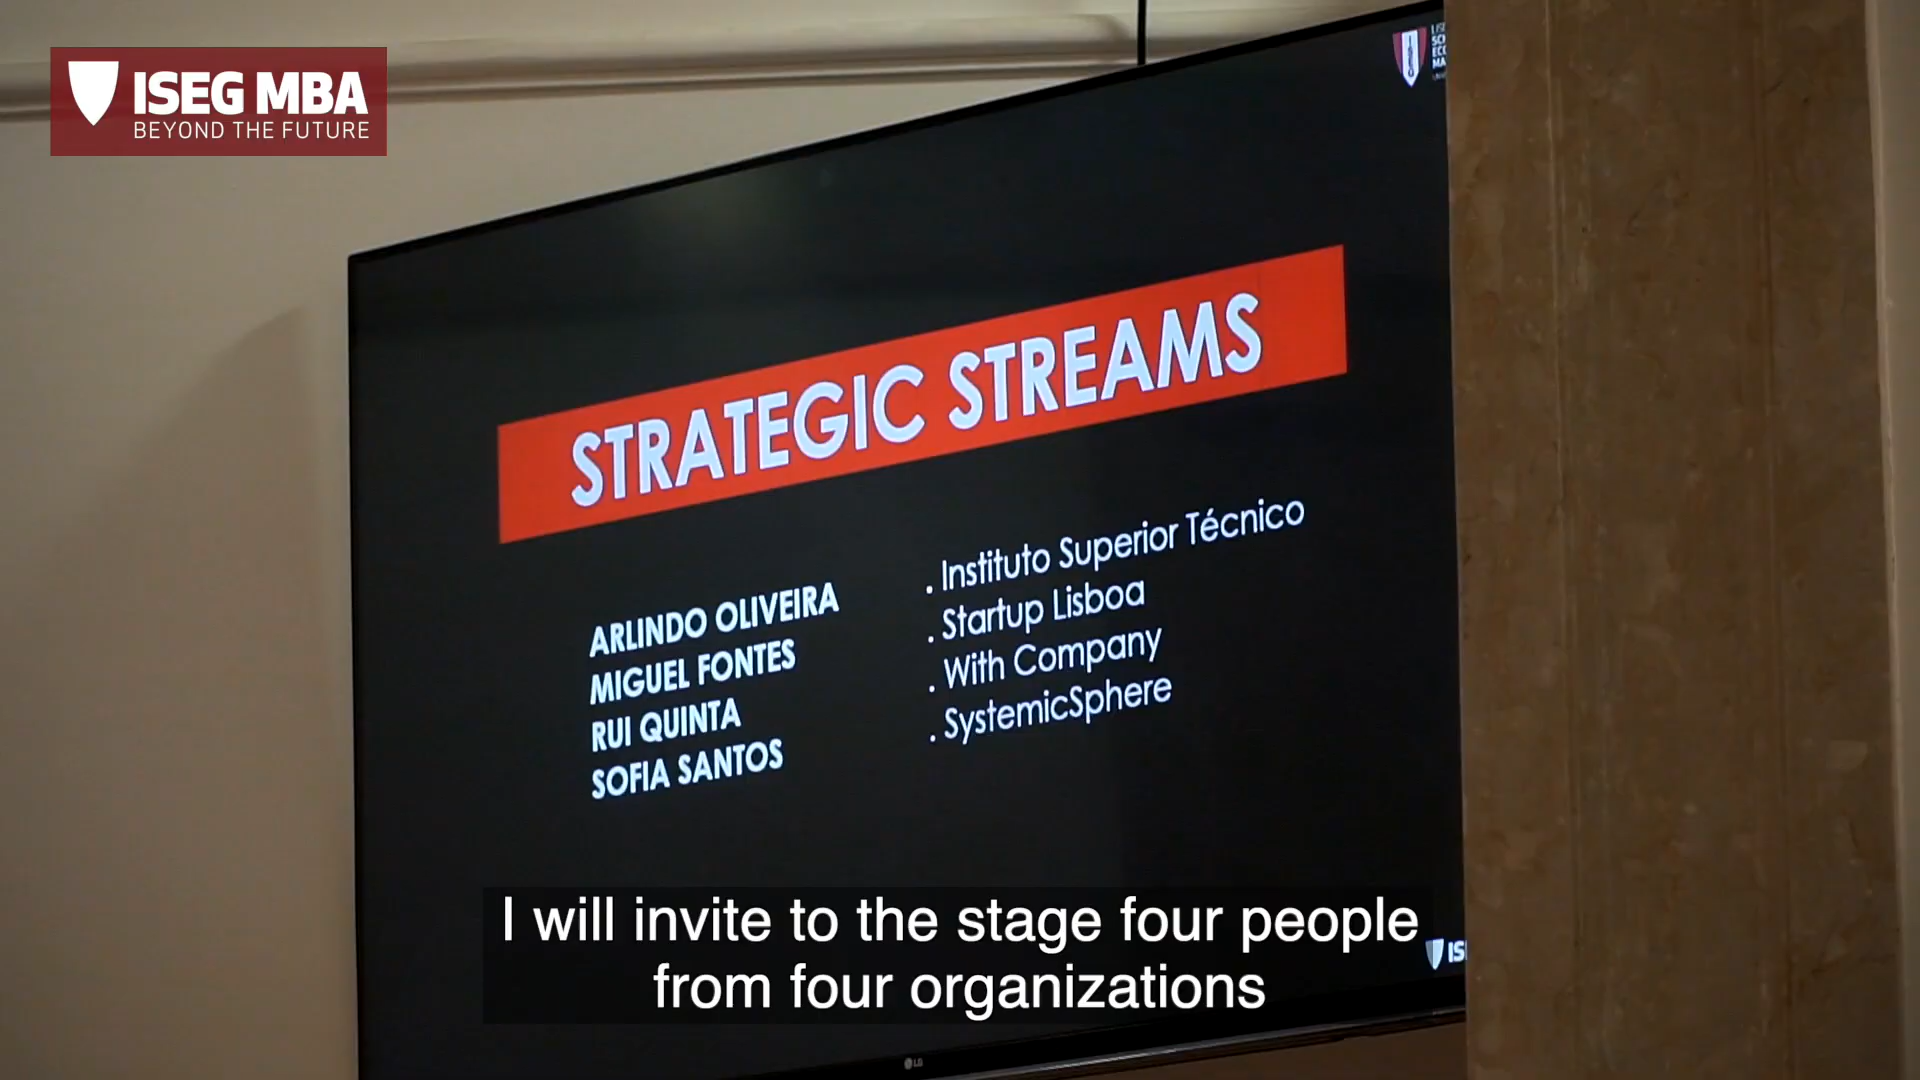 ISEG MBA
BEYOND THE FUTURE
STRATEGIC STREAMS
ARLINDO OLIVEIRA
MIGUEL FONTES
RUI QUINTA
SOFIA SANTOS
. Instituto Superior Técnico
. Startup Lisboa
. With Company
. SystemicSphere
I will invite to the stage four people
from four organizations
LG